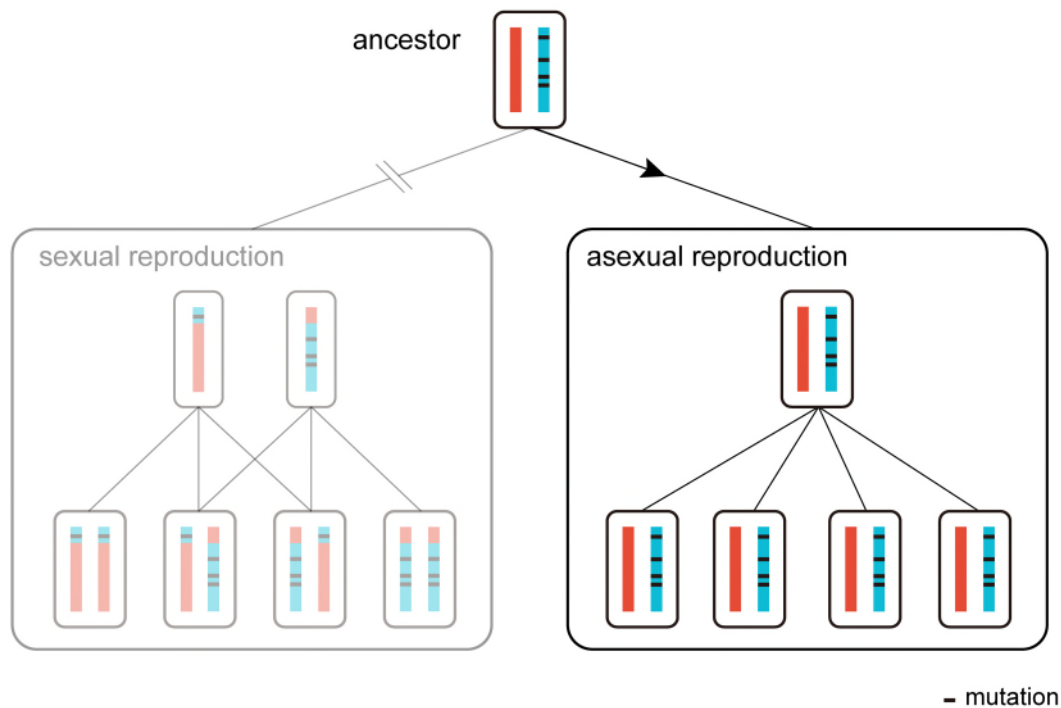 ancestor
sexual reproduction
asexual reproduction
mutation